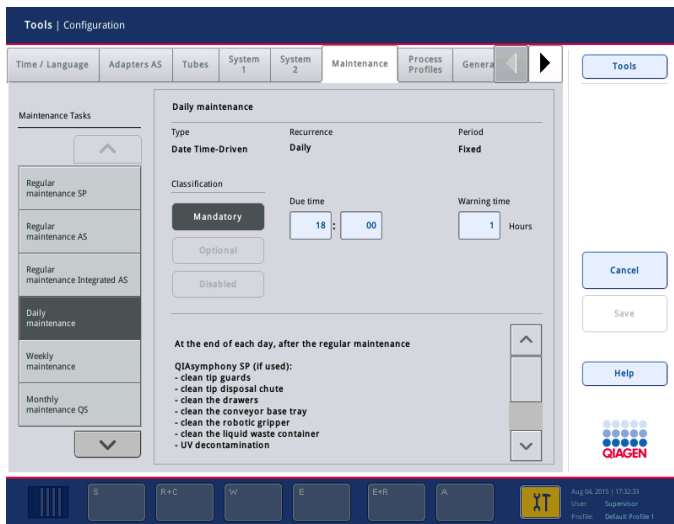 Tools | Configuration
Time / Language
Adapters AS
Tubes
System
1
System
2
Maintenance
Process
Profiles
Genera
Tools
Maintenance Tasks
Regular
maintenance SP
Regular
maintenance AS
Regular
maintenance Integrated AS
Daily
maintenance
Weekly
maintenance
Monthly
maintenance QS
Daily maintenance
Type
Recurrence
Period
Date Time-Driven
Daily
Fixed
Classification
Mandatory
Optional
Disabled
Due time
18 : 00
Warning time
1 Hours
At the end of each day, after the regular maintenance
QIAsymphony SP (if used):
- clean tip guards
- clean tip disposal chute
- clean the drawers
- clean the conveyor base tray
- clean the robotic gripper
- clean the liquid waste container
- UV decontamination
Cancel
Save
Help
QIAGEN
S
R+C
W
E
E+R
A
Aug 04, 2015 | 17:32:33
User: Supervisor
Profile: Default Profile 1